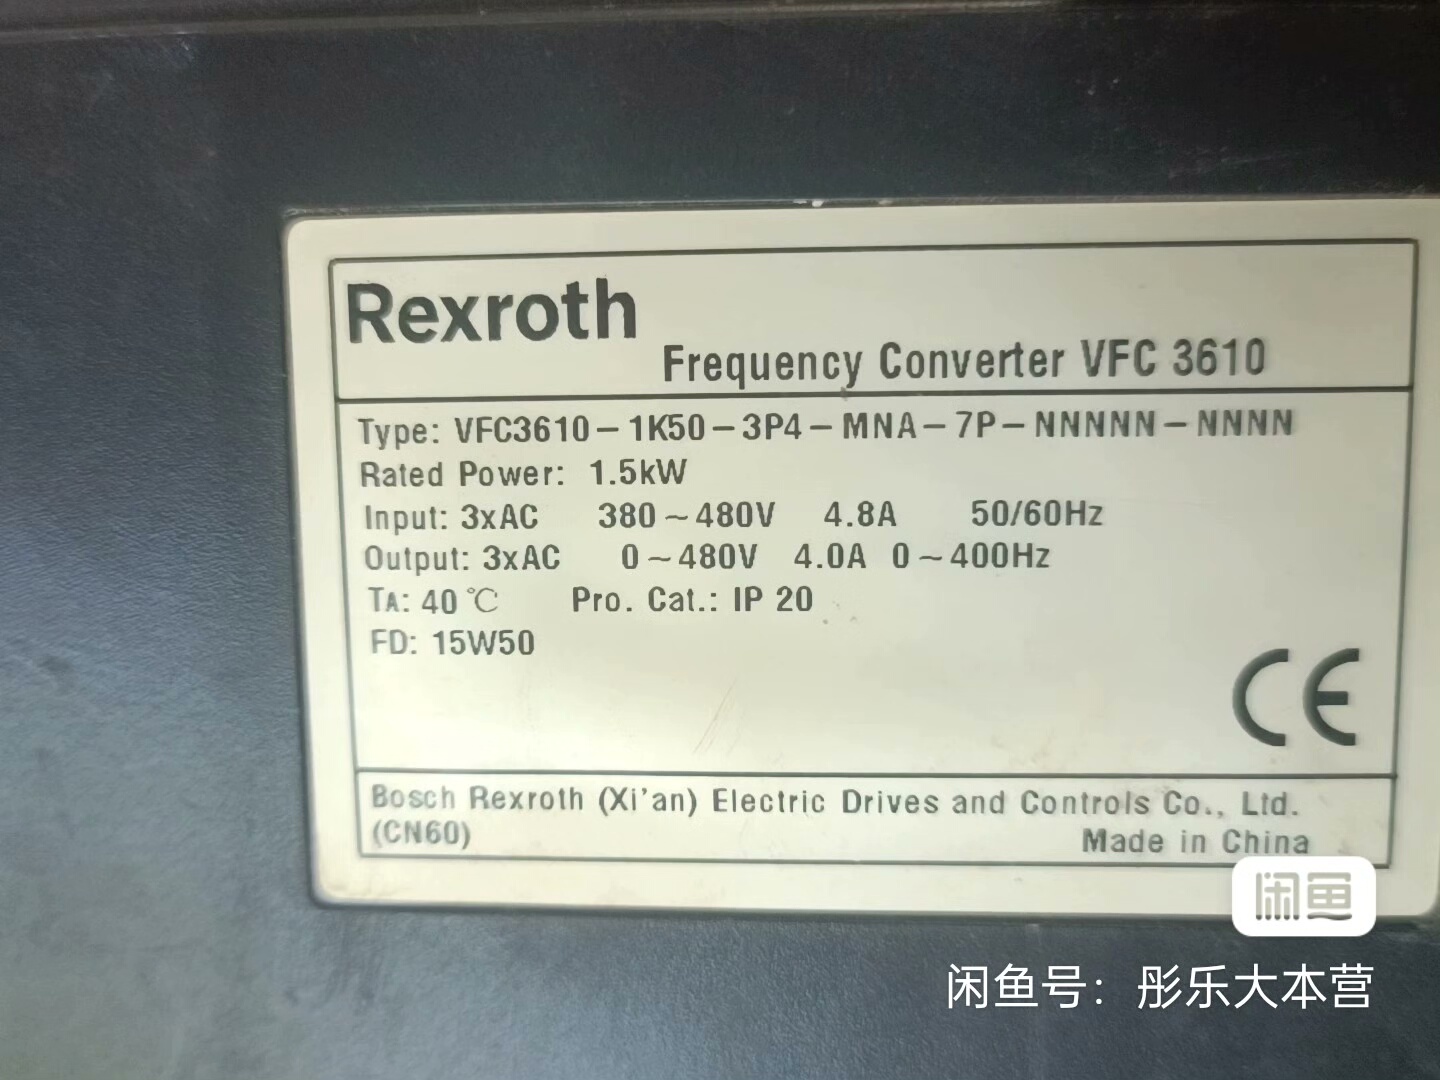 Rexroth
Frequency Converter VFC 3610
Type: VFC3610-1K50-3P4-MNA-7P-NNNNN-NNNN
Rated Power: 1.5kW
Input: 3xAC 380~480V 4.8A 50/60Hz
Output: 3xAC 0~480V 4.0A 0~400Hz
TA: 40℃ Pro. Cat.: IP 20
FD: 15W50
CE
Bosch Rexroth (Xi'an) Electric Drives and Controls Co., Ltd.
(CN60) Made in China
闲鱼
闲鱼号：彤乐大本营